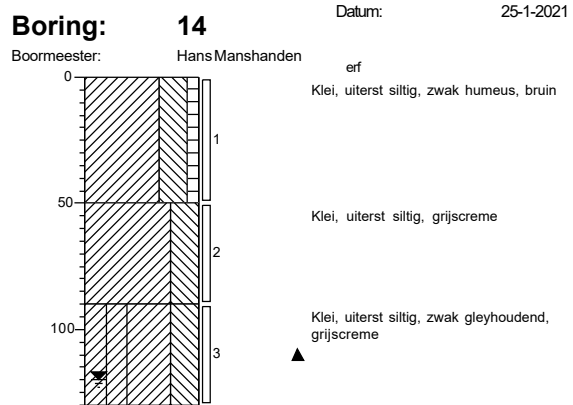 Boring: 14
Datum: 25-1-2021
Boormeester: Hans Manshanden
erf
0
Klei, uiterst siltig, zwak humeus, bruin
1
50
Klei, uiterst siltig, grijscreme
2
Klei, uiterst siltig, zwak gleyhoudend,
grijscreme
100
3